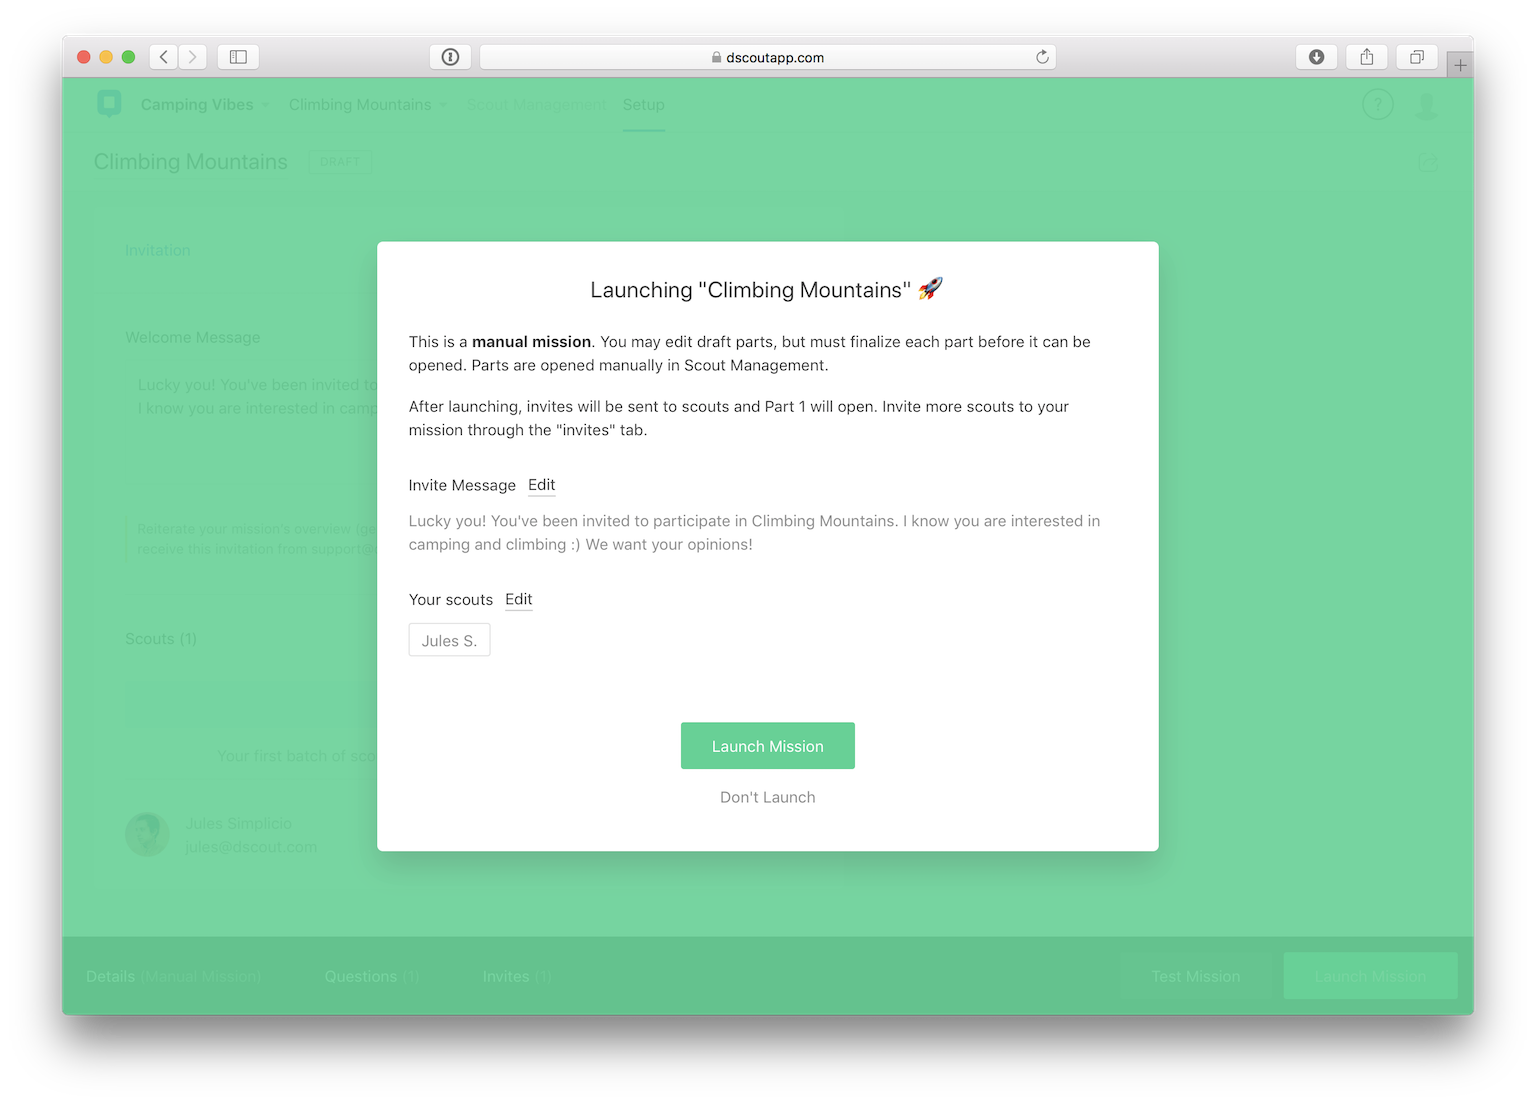 dscoutapp.com
Camping Vibes
Climbing Mountains
Scout Management
Setup
?
Climbing Mountains
DRAFT
Invitation
Welcome Message
Lucky you! You've been invited to
I know you are interested in camp
Reiterate your mission's overview (ge
receive this invitation from support@
Scouts (1)
Your first batch of sco
Jules Simplicio
jules@dscout.com
Launching "Climbing Mountains" 🚀
This is a manual mission. You may edit draft parts, but must finalize each part before it can be
opened. Parts are opened manually in Scout Management.
After launching, invites will be sent to scouts and Part 1 will open. Invite more scouts to your
mission through the "invites" tab.
Invite Message Edit
Lucky you! You've been invited to participate in Climbing Mountains. I know you are interested in
camping and climbing :) We want your opinions!
Your scouts Edit
Jules S.
Launch Mission
Don't Launch
Details (Manual Mission)
Questions (1)
Invites (1)
Test Mission
Launch Mission